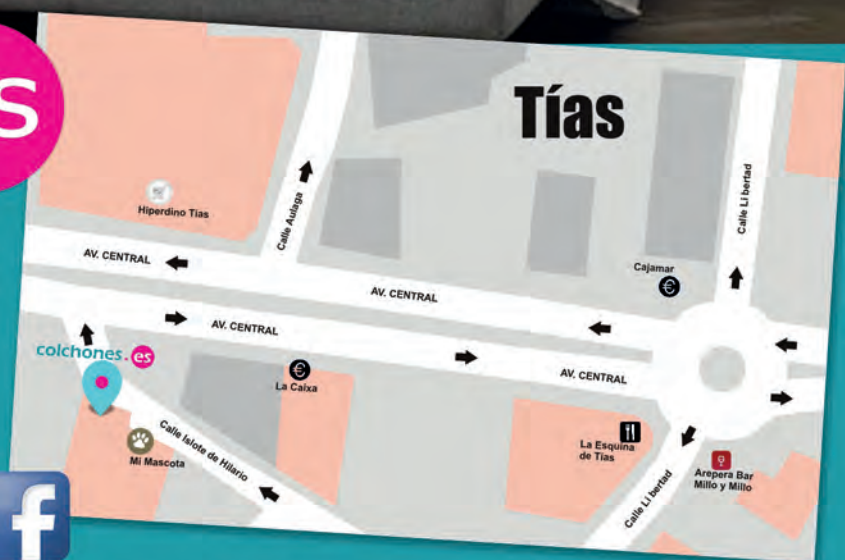 s
Tías
Hiperdino Tías
Calle Aulaga
Calle Li bertad
AV. CENTRAL
Cajamar
€
AV. CENTRAL
AV. CENTRAL
colchones.es
€
La Caixa
AV. CENTRAL
Mi Mascota
Calle Islote de Hilario
La Esquina
de Tías
Arepera Bar
Millo y Millo
Calle Li bertad
f